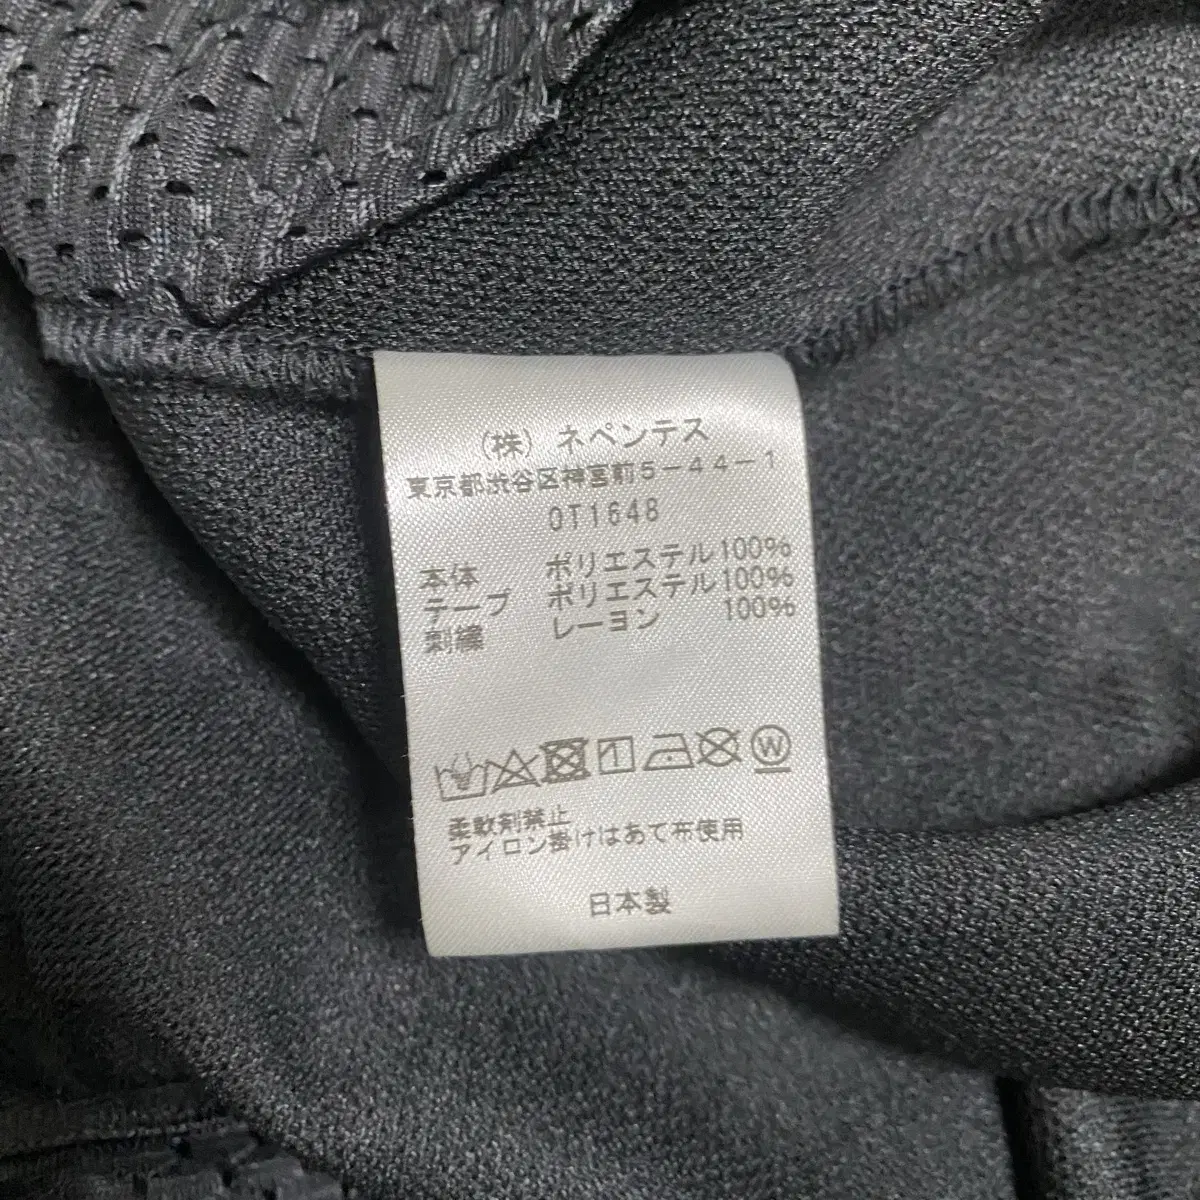 (株) ネペンテス
東京都渋谷区神宮前5-44-1
OT1648
本体 ポリエステル100%
テープ ポリエステル100%
刺繍 レーヨン 100%
W
柔軟剤禁止
アイロン掛けはあて布使用
日本製